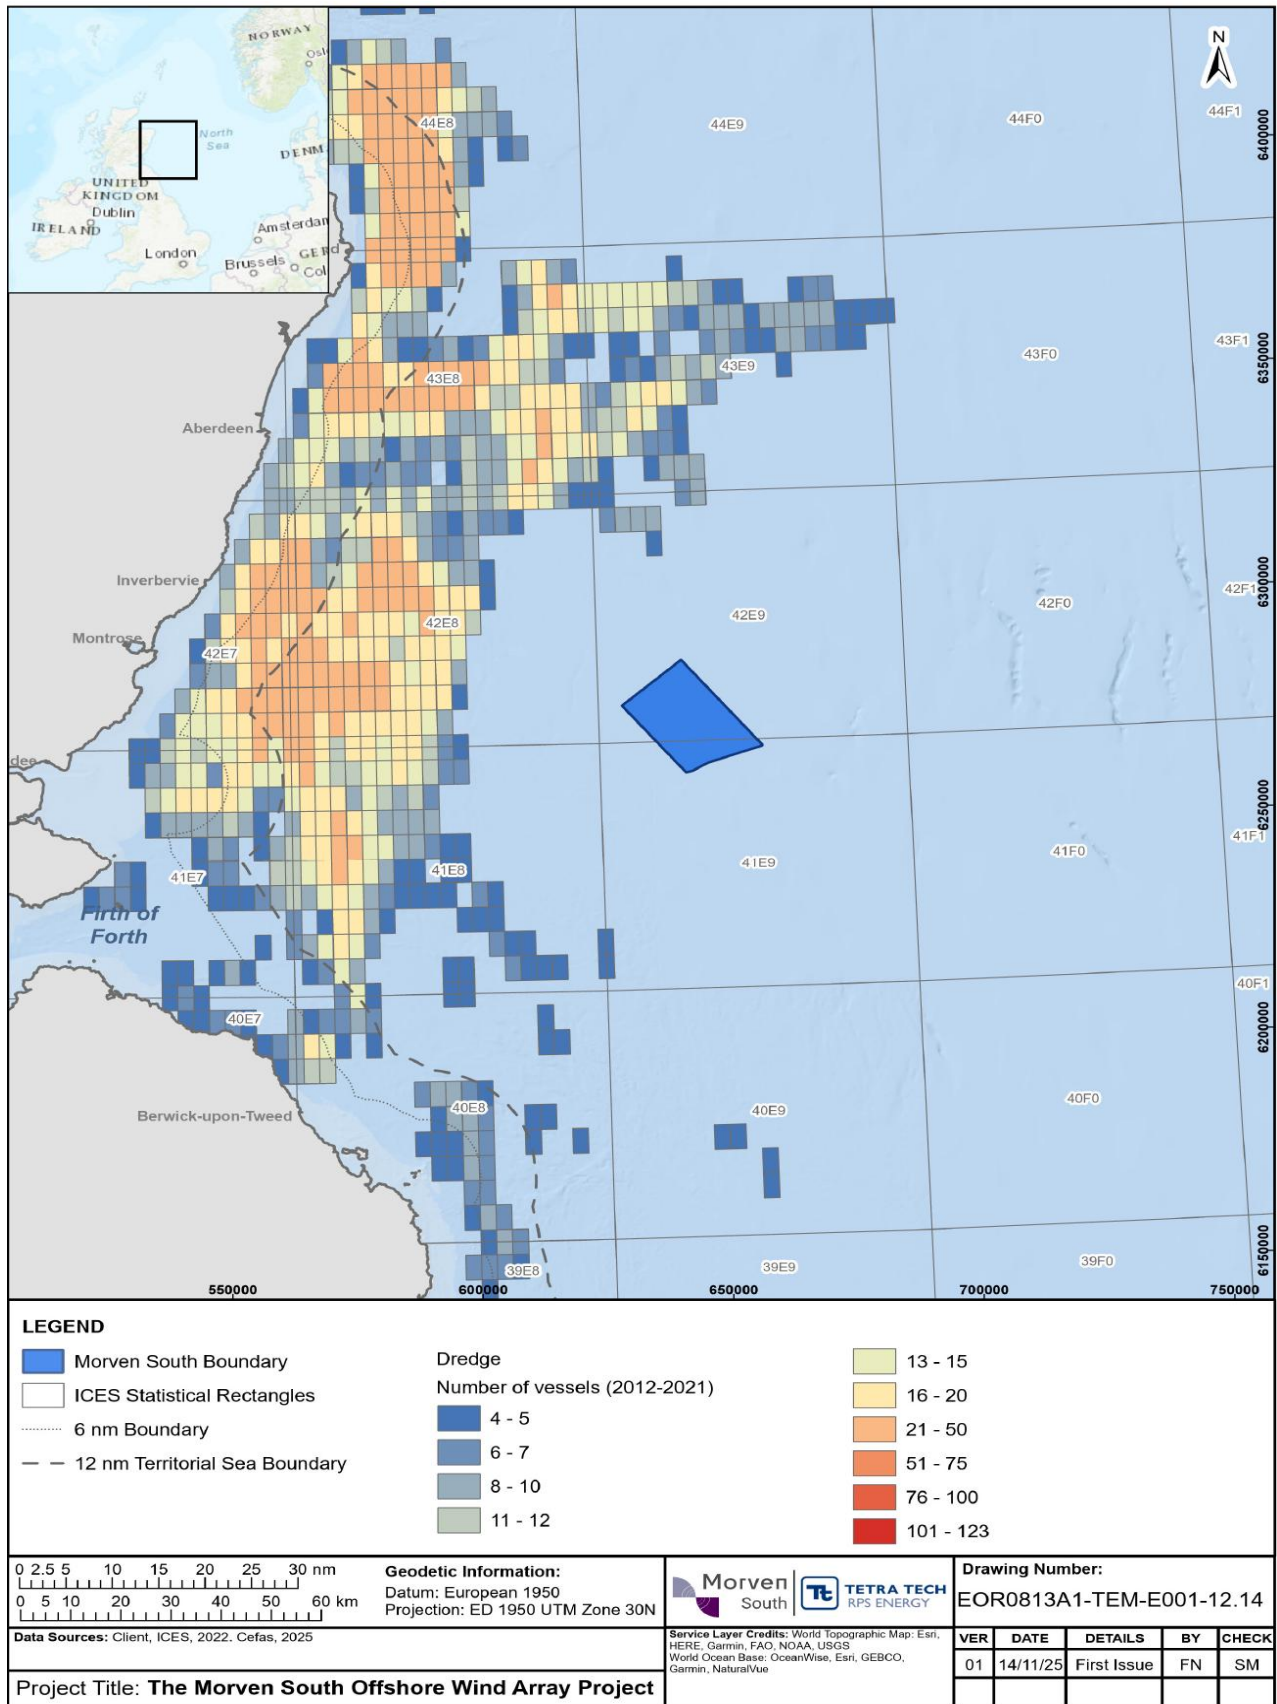 NORWAY
Oslo
North
Sea
DENM
UNITED
KINGDOM
Dublin
IRELAND
Amsterdam
London
GER
Brussels
Col
N
44E8
44E9
44F0
44F1
6400000
43E8
43E9
43F0
43F1
6350000
Aberdeen
Inverbervie
6300000
42E7
42E8
42E9
42F0
42F1
Montrose
dee
6250000
41E7
41E8
41E9
41F0
41F1
Firth of
Forth
40F1
6200000
40E7
40E8
40E9
40F0
Berwick-upon-Tweed
6150000
39E8
39E9
39F0
550000
600000
650000
700000
750000
LEGEND
Morven South Boundary
ICES Statistical Rectangles
6 nm Boundary
12 nm Territorial Sea Boundary
Dredge
Number of vessels (2012-2021)
4 - 5
6 - 7
8 - 10
11 - 12
13 - 15
16 - 20
21 - 50
51 - 75
76 - 100
101 - 123
0 2.5 5 10 15 20 25 30 nm
0 5 10 20 30 40 50 60 km
Geodetic Information:
Datum: European 1950
Projection: ED 1950 UTM Zone 30N
Morven
South
Tt
TETRA TECH
RPS ENERGY
Drawing Number:
EOR0813A1-TEM-E001-12.14
Data Sources: Client, ICES, 2022. Cefas, 2025
Service Layer Credits: World Topographic Map: Esri,
HERE, Garmin, FAO, NOAA, USGS
World Ocean Base: OceanWise, Esri, GEBCO,
Garmin, NaturalVue
VER DATE DETAILS BY CHECK
01 14/11/25 First Issue FN SM
Project Title: The Morven South Offshore Wind Array Project